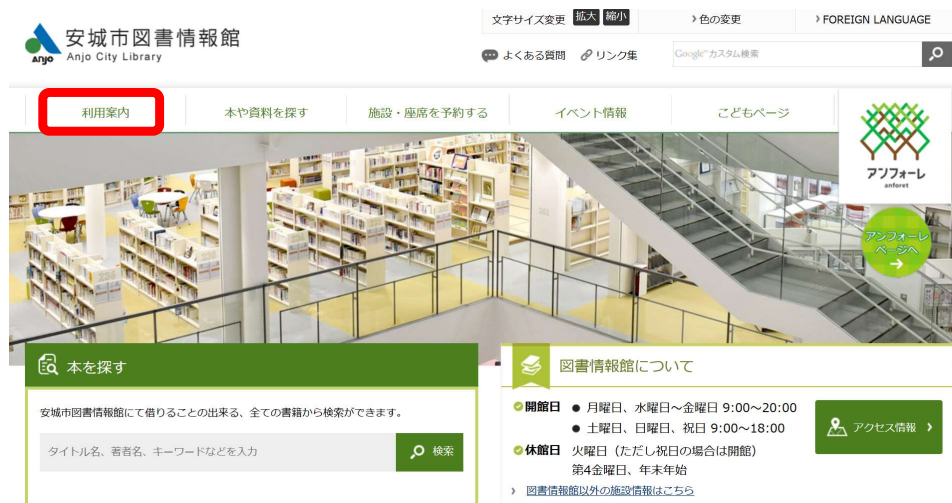 文字サイズ変更 拡大 縮小 色の変更 FOREIGN LANGUAGE
安城市図書情報館
Anjo City Library
Anjo
よくある質問 リンク集 Google™ カスタム検索
利用案内 本や資料を探す 施設・座席を予約する イベント情報 こどもページ
アンフォーレ
anforet
アンフォーレ
ページへ
本を探す
安城市図書情報館にて借りることの出来る、全ての書籍から検索ができます。
タイトル名、著者名、キーワードなどを入力 検索
図書情報館について
開館日 ● 月曜日、水曜日～金曜日 9:00～20:00
● 土曜日、日曜日、祝日 9:00～18:00
休館日 火曜日（ただし祝日の場合は開館）
第4金曜日、年末年始
図書情報館以外の施設情報はこちら
アクセス情報